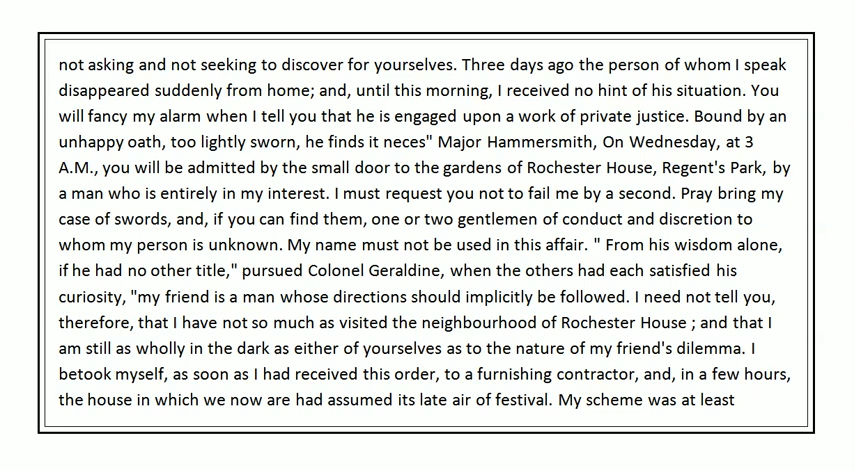 not asking and not seeking to discover for yourselves. Three days ago the person of whom I speak
disappeared suddenly from home; and, until this morning, I received no hint of his situation. You
will fancy my alarm when I tell you that he is engaged upon a work of private justice. Bound by an
unhappy oath, too lightly sworn, he finds it neces" Major Hammersmith, On Wednesday, at 3
A.M., you will be admitted by the small door to the gardens of Rochester House, Regent's Park, by
a man who is entirely in my interest. I must request you not to fail me by a second. Pray bring my
case of swords, and, if you can find them, one or two gentlemen of conduct and discretion to
whom my person is unknown. My name must not be used in this affair. " From his wisdom alone,
if he had no other title," pursued Colonel Geraldine, when the others had each satisfied his
curiosity, "my friend is a man whose directions should implicitly be followed. I need not tell you,
therefore, that I have not so much as visited the neighbourhood of Rochester House ; and that I
am still as wholly in the dark as either of yourselves as to the nature of my friend's dilemma. I
betook myself, as soon as I had received this order, to a furnishing contractor, and, in a few hours,
the house in which we now are had assumed its late air of festival. My scheme was at least